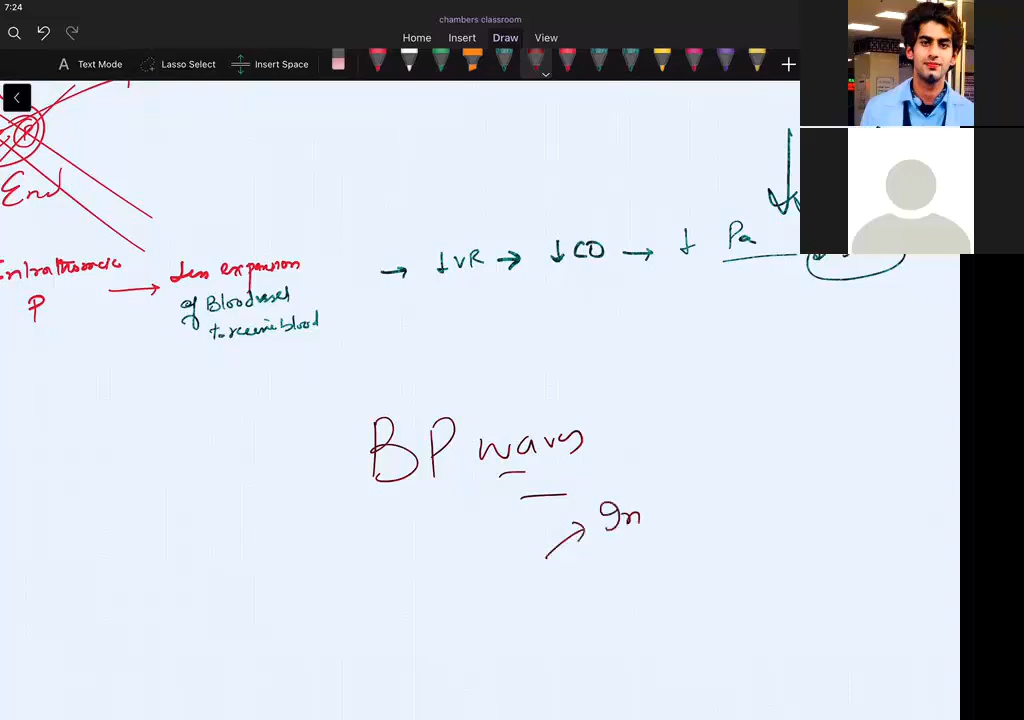 7:24
chambers classroom
Home Insert Draw View
Text Mode Lasso Select Insert Space
End
Pa
→ ↓ VR → ↓ CO → ↓
Intrathoracic → Less expansion
P
of Blood vessel
to receive blood
BP waves
→ In